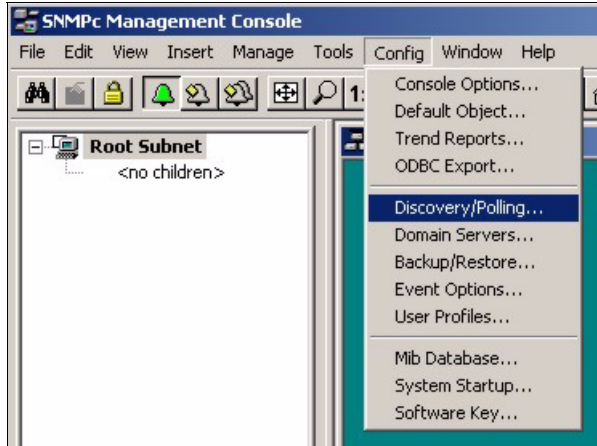 SNMPc Management Console
File Edit View Insert Manage Tools Config Window Help
1:
Root Subnet
<no children>
Console Options...
Default Object...
Trend Reports...
ODBC Export...
Discovery/Polling...
Domain Servers...
Backup/Restore...
Event Options...
User Profiles...
Mib Database...
System Startup...
Software Key...